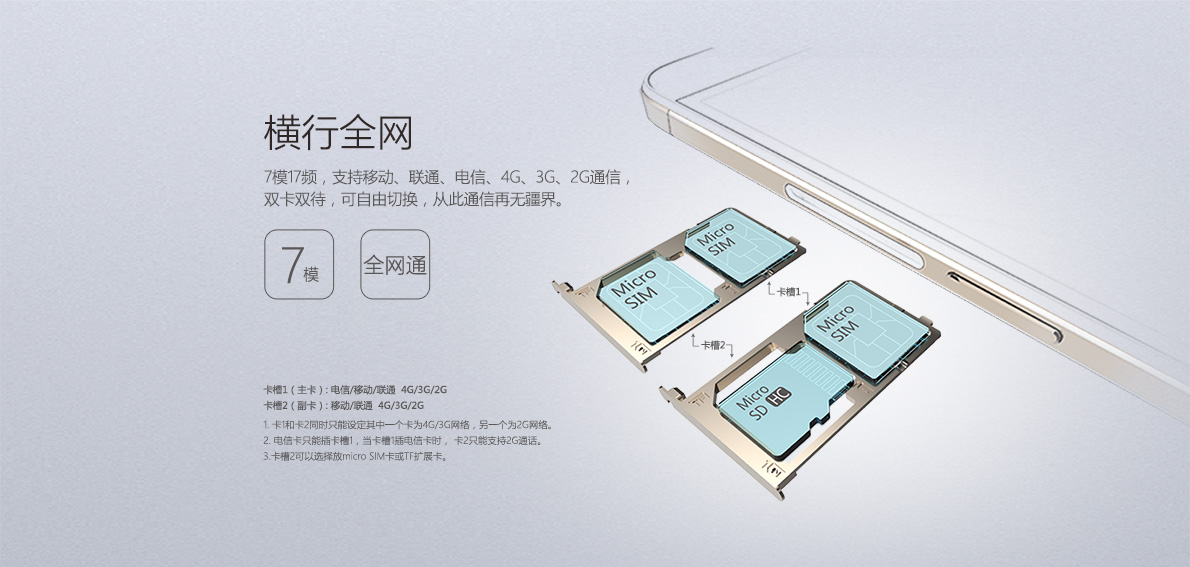 横行全网
7模17频，支持移动、联通、电信、4G、3G、2G通信，
双卡双待，可自由切换，从此通信再无疆界。
7模
全网通
卡槽1（主卡）: 电信/移动/联通 4G/3G/2G
卡槽2（副卡）: 移动/联通 4G/3G/2G
1. 卡1和卡2同时只能设定其中一个卡为4G/3G网络，另一个为2G网络。
2. 电信卡只能插卡槽1，当卡槽1插电信卡时， 卡2只能支持2G通话。
3.卡槽2可以选择放micro SIM卡或TF扩展卡。
Micro
SIM
Micro
SIM
卡槽1
卡槽2
Micro
SIM
Micro
SD HC